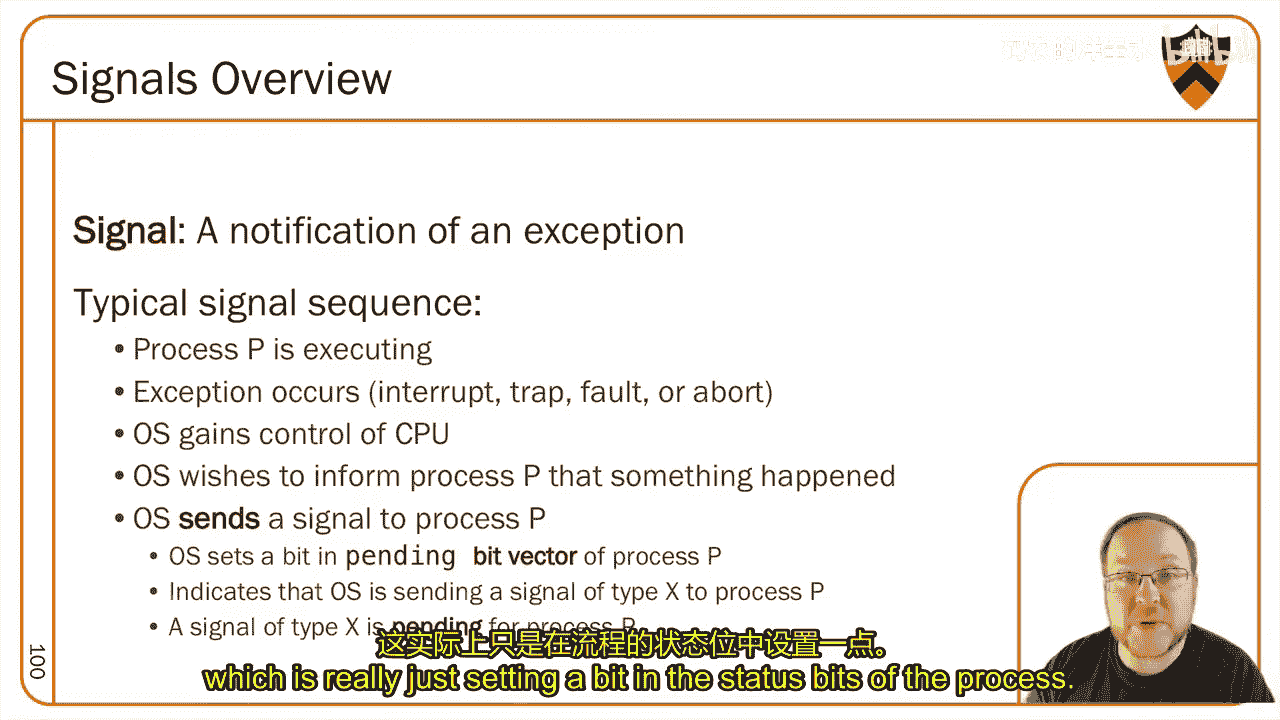 Signals Overview
Signal: A notification of an exception
Typical signal sequence:
• Process P is executing
• Exception occurs (interrupt, trap, fault, or abort)
• OS gains control of CPU
• OS wishes to inform process P that something happened
• OS sends a signal to process P
• OS sets a bit in pending bit vector of process P
• Indicates that OS is sending a signal of type X to process P
• A signal of type X is pending for process P
这实际上只是在流程的状态位中设置一点。
which is really just setting a bit in the status bits of the process.
100